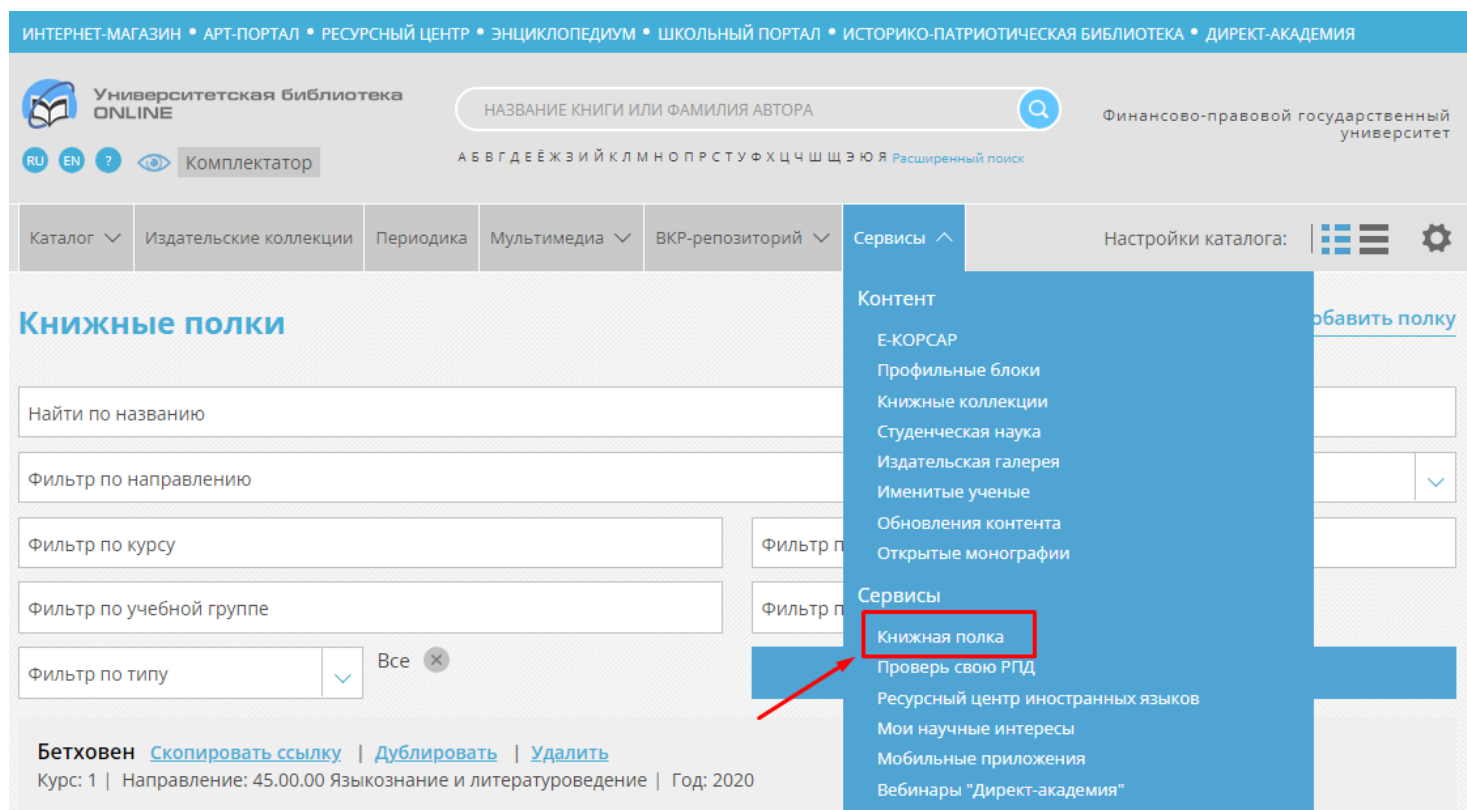 ИНТЕРНЕТ-МАГАЗИН • АРТ-ПОРТАЛ • РЕСУРСНЫЙ ЦЕНТР • ЭНЦИКЛОПЕДИУМ • ШКОЛЬНЫЙ ПОРТАЛ • ИСТОРИКО-ПАТРИОТИЧЕСКАЯ БИБЛИОТЕКА • ДИРЕКТ-АКАДЕМИЯ
Университетская библиотека
ONLINE
НАЗВАНИЕ КНИГИ ИЛИ ФАМИЛИЯ АВТОРА
Финансово-правовой государственный
университет
RU EN ? Комплектатор
А Б В Г Д Е Ё Ж З И Й К Л М Н О П Р С Т У Ф Х Ц Ч Ш Щ Э Ю Я Расширенный поиск
Каталог Издательские коллекции Периодика Мультимедиа ВКР-репозиторий Сервисы Настройки каталога:
Книжные полки
обавить полку
Найти по названию
Фильтр по направлению
Фильтр по курсу
Фильтр п
Фильтр по учебной группе
Фильтр п
Фильтр по типу
Все
Бетховен Скопировать ссылку | Дублировать | Удалить
Курс: 1 | Направление: 45.00.00 Языкознание и литературоведение | Год: 2020
Контент
Е-КОРСАР
Профильные блоки
Книжные коллекции
Студенческая наука
Издательская галерея
Именитые ученые
Обновления контента
Открытые монографии
Сервисы
Книжная полка
Проверь свою РПД
Ресурсный центр иностранных языков
Мои научные интересы
Мобильные приложения
Вебинары "Директ-академия"